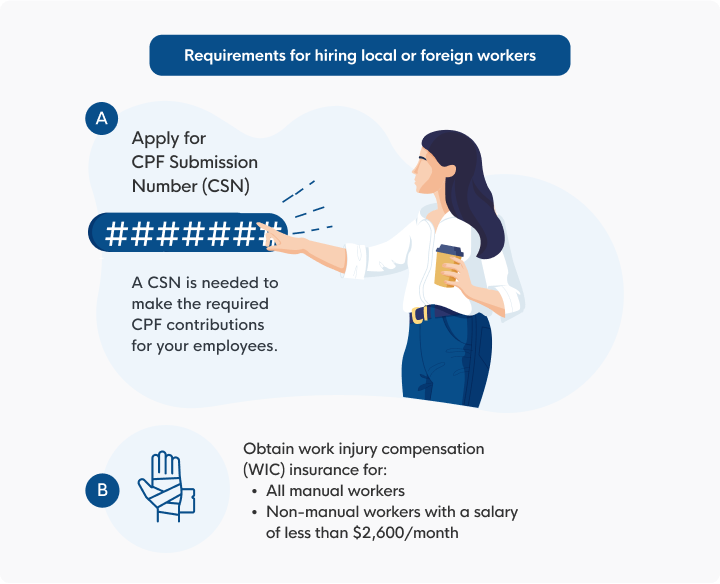 Requirements for hiring local or foreign workers
A
Apply for
CPF Submission
Number (CSN)
#######
A CSN is needed to
make the required
CPF contributions
for your employees.
B
Obtain work injury compensation
(WIC) insurance for:
• All manual workers
• Non-manual workers with a salary
of less than $2,600/month